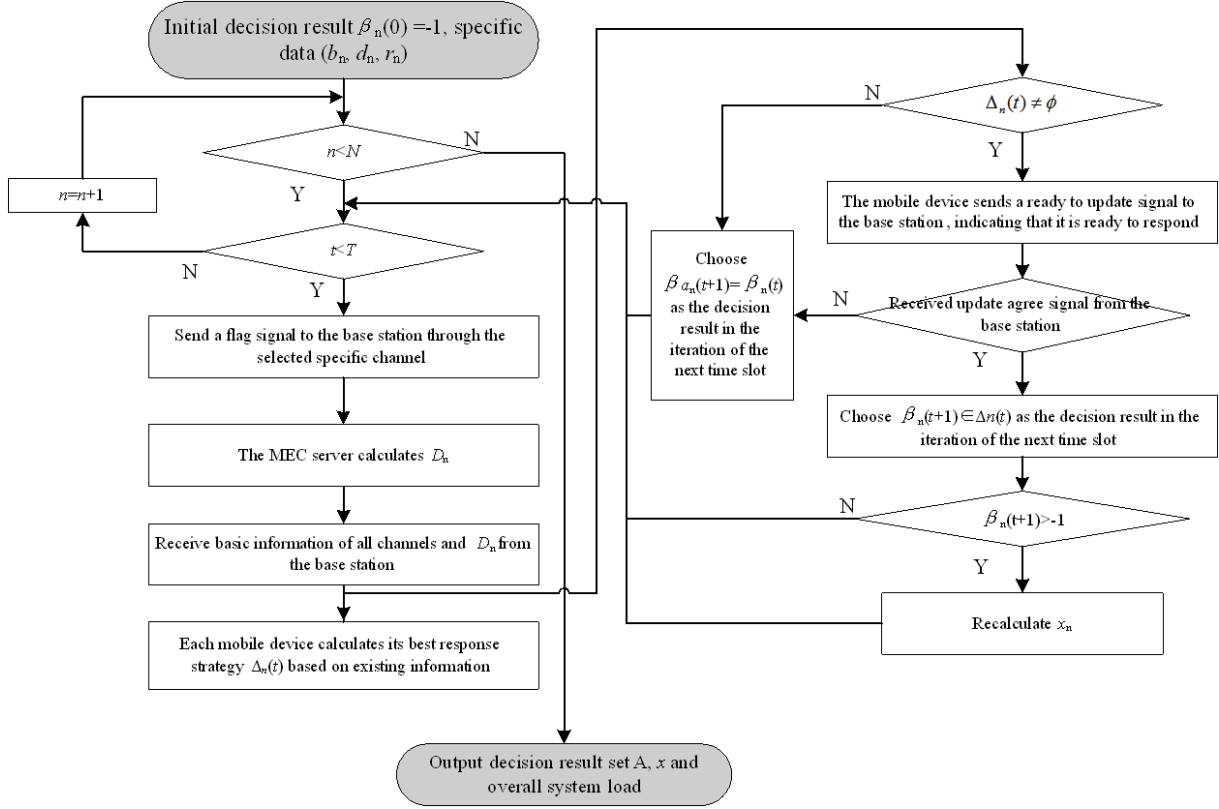 Initial decision result βn(0) =-1, specific
data (bn, dn, rn)
n<N
N
Y
n=n+1
t<T
N
Y
Send a flag signal to the base station through the
selected specific channel
The MEC server calculates Dn
Receive basic information of all channels and Dn from
the base station
Each mobile device calculates its best response
strategy Δn(t) based on existing information
Output decision result set A, x and
overall system load
Δn(t) ≠ ϕ
N
Y
The mobile device sends a ready to update signal to
the base station , indicating that it is ready to respond
Choose
β an(t+1)= βn(t)
as the decision
result in the
iteration of the
next time slot
Received update agree signal from the
base station
N
Y
Choose βn(t+1)∈Δn(t) as the decision result in the
iteration of the next time slot
βn(t+1)>-1
N
Y
Recalculate xn